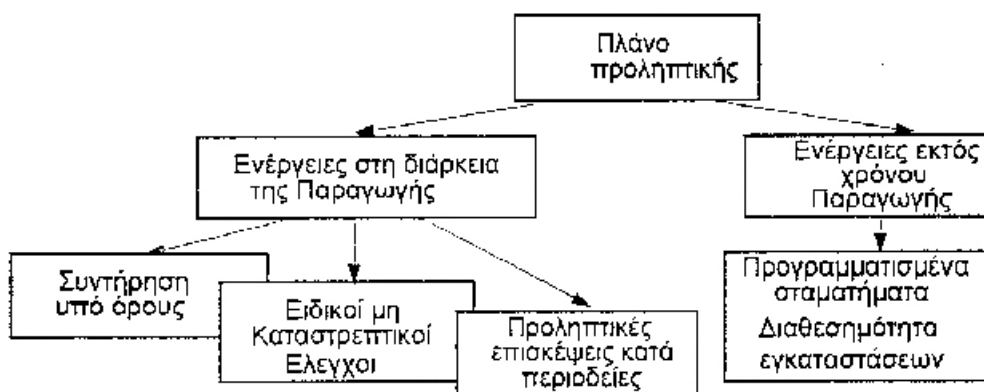 Πλάνο
προληπτικής
Ενέργειες στη διάρκεια
της Παραγωγής
Ενέργειες εκτός
χρόνου
Παραγωγής
Συντήρηση
υπό όρους
Ειδικοί μη
Καταστρεπτικοί
Ελεγχοι
Προληπτικές
επισκέψεις κατά
περιοδείες
Προγραμματισμένα
σταματήματα
Διαθεσημότητα
εγκαταστάσεων